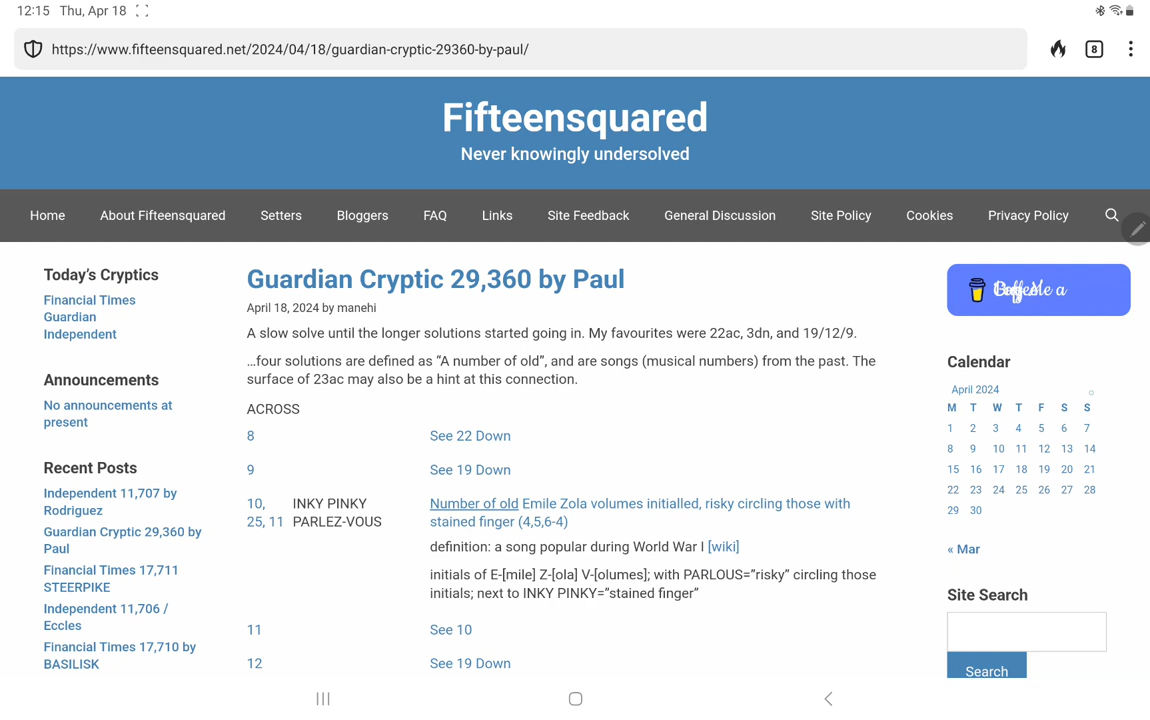 12:15 Thu, Apr 18
https://www.fifteensquared.net/2024/04/18/guardian-cryptic-29360-by-paul/
8
Fifteensquared
Never knowingly undersolved
Home About Fifteensquared Setters Bloggers FAQ Links Site Feedback General Discussion Site Policy Cookies Privacy Policy
Today’s Cryptics
Financial Times
Guardian
Independent
Announcements
No announcements at
present
Recent Posts
Independent 11,707 by
Rodriguez
Guardian Cryptic 29,360 by
Paul
Financial Times 17,711
STEERPIKE
Independent 11,706 /
Eccles
Financial Times 17,710 by
BASILISK
Guardian Cryptic 29,360 by Paul
April 18, 2024 by manehi
A slow solve until the longer solutions started going in. My favourites were 22ac, 3dn, and 19/12/9.
…four solutions are defined as “A number of old”, and are songs (musical numbers) from the past. The
surface of 23ac may also be a hint at this connection.
ACROSS
8 See 22 Down
9 See 19 Down
10, INKY PINKY Number of old Emile Zola volumes initialled, risky circling those with
25, 11 PARLEZ-VOUS stained finger (4,5,6-4)
definition: a song popular during World War I [wiki]
initials of E-[mile] Z-[ola] V-[olumes]; with PARLOUS=”risky” circling those
initials; next to INKY PINKY=”stained finger”
11 See 10
12 See 19 Down
Calendar
April 2024
M T W T F S S
1 2 3 4 5 6 7
8 9 10 11 12 13 14
15 16 17 18 19 20 21
22 23 24 25 26 27 28
29 30
« Mar
Site Search
Search